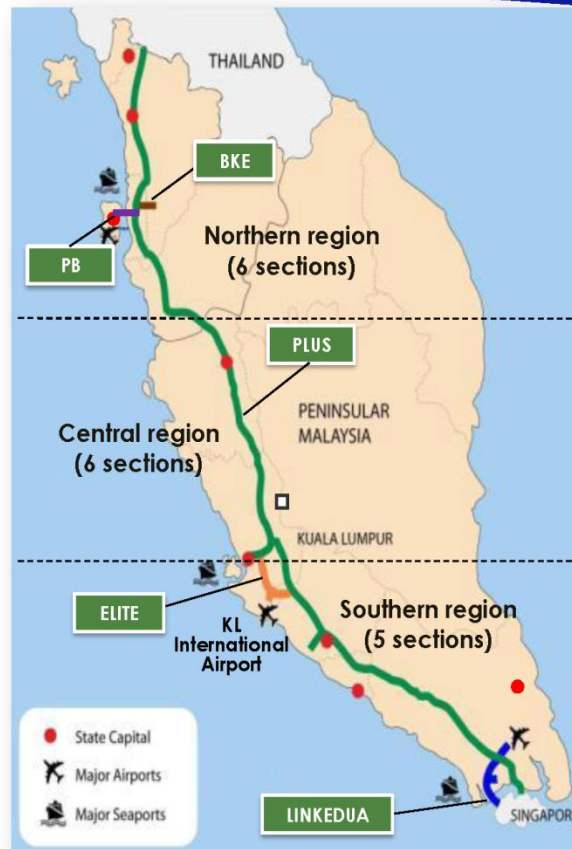 THAILAND
BKE
Northern region
(6 sections)
PB
PLUS
PENINSULAR
MALAYSIA
Central region
(6 sections)
KUALA LUMPUR
ELITE
KL
International
Airport
Southern region
(5 sections)
State Capital
Major Airports
Major Seaports
LINKEDUA
SINGAPOR